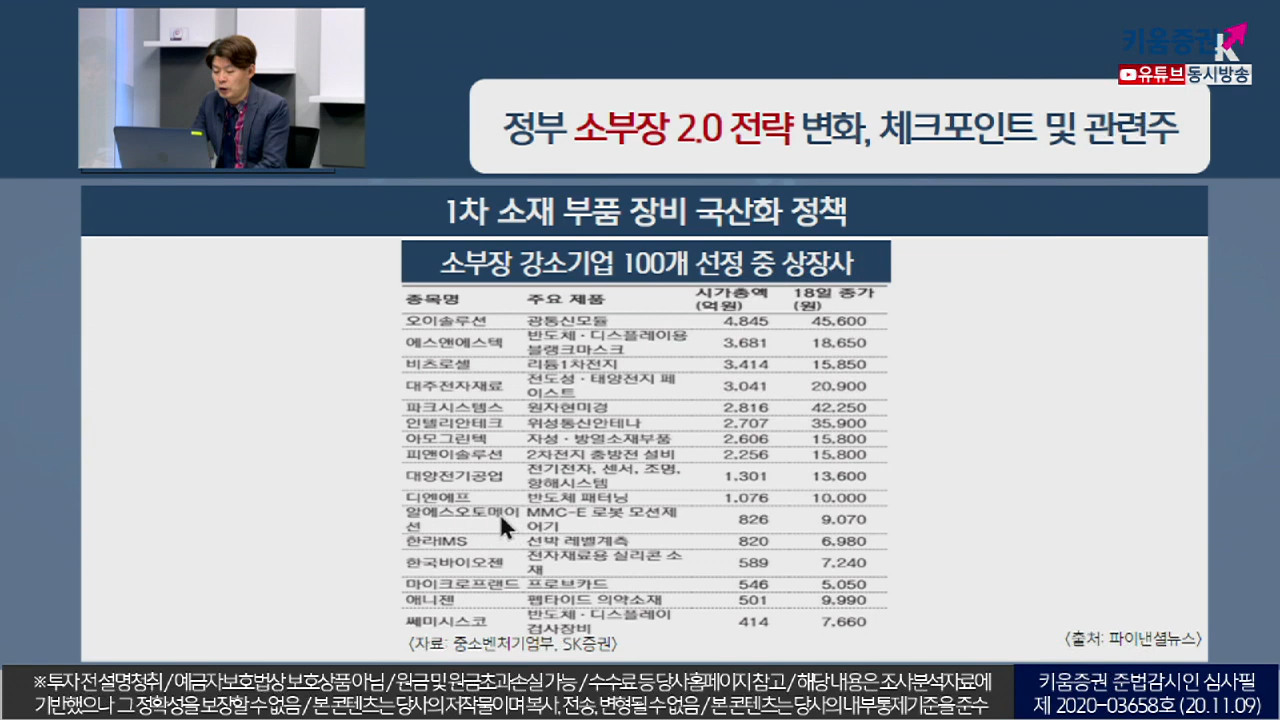 키움증권
유튜브 동시방송
정부 소부장 2.0 전략 변화, 체크포인트 및 관련주
1차 소재 부품 장비 국산화 정책
소부장 강소기업 100개 선정 중 상장사
종목명 주요 제품 시가총액 (억원) 18일 종가 (원)
오이솔루션 광통신모듈 4,845 45,600
에스앤에스텍 반도체·디스플레이용 블랭크마스크 3,681 18,650
비츠로셀 리튬1차전지 3,414 15,850
대주전자재료 전도성·태양전지 페이스트 3,041 20,900
파크시스템스 원자현미경 2,816 42,250
인텔리안테크 위성통신안테나 2,707 35,900
아모그린텍 자성·방열소재부품 2,606 15,800
피앤이솔루션 2차전지 충방전 설비 2,256 15,800
대양전기공업 전기전자, 센서, 조명, 항해시스템 1,301 13,600
디엔에프 반도체 패터닝 1,076 10,000
알에스오토메이션 MMC-E 로봇 모션제어기 826 9,070
한라IMS 선박 레벨계측 820 6,980
한국바이오젠 전자재료용 실리콘 소재 589 7,240
마이크로프랜드 프로브카드 546 5,050
애니젠 펩타이드 의약소재 501 9,990
쎄미시스코 반도체·디스플레이 검사장비 414 7,660
〈자료: 중소벤처기업부, SK증권〉
〈출처: 파이낸셜뉴스〉
※ 투자 전 설명청취 / 예금자보호법상 보호상품 아님 / 원금 및 원금초과손실 가능 / 수수료 등 당사홈페이지 참고 / 해당 내용은 조사분석자료에
기반했으나 그 정확성을 보장할 수 없음 / 본 콘텐츠는 당사의 저작물이며 복사, 전송, 변형될 수 없음 / 본 콘텐츠는 당사의 내부통제기준을 준수
키움증권 준법감시인 심사필
제 2020-03658호 (20.11.09)